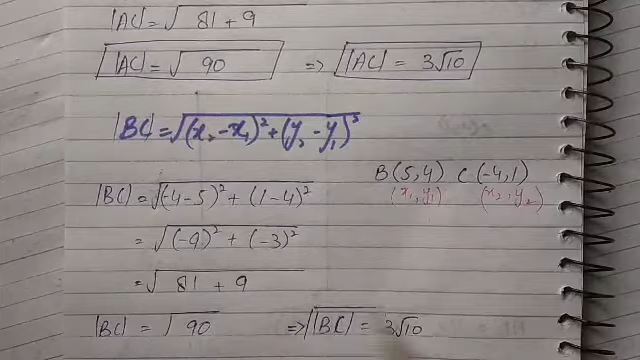 |AC| = √81 + 9
|AC| = √90 ⇒ |AC| = 3√10
|BC| = √(x₂ - x₁)² + (y₂ - y₁)²
B(5,4) C(-4,1)
(x₁, y₁) (x₂, y₂)
|BC| = √(-4-5)² + (1-4)²
= √(-9)² + (-3)²
= √81 + 9
|BC| = √90 ⇒ |BC| = 3√10